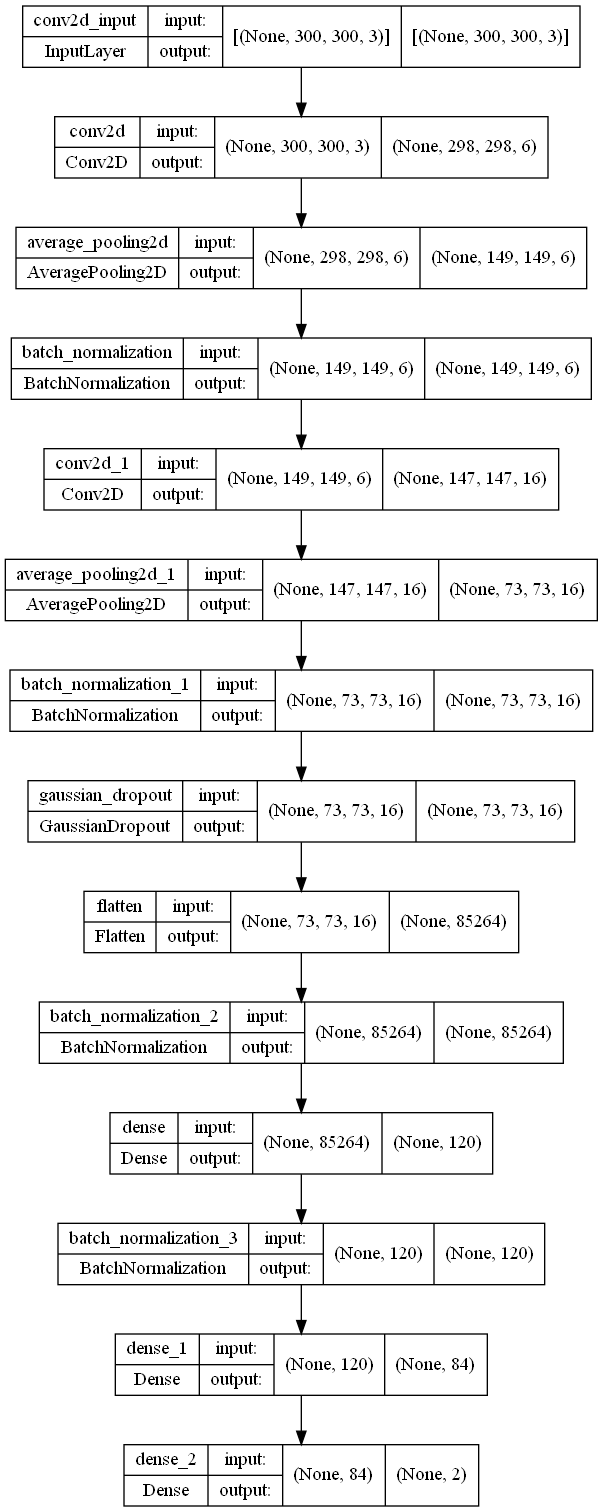 conv2d_input input: [(None, 300, 300, 3)] [(None, 300, 300, 3)]
InputLayer output:
conv2d input: (None, 300, 300, 3) (None, 298, 298, 6)
Conv2D output:
average_pooling2d input: (None, 298, 298, 6) (None, 149, 149, 6)
AveragePooling2D output:
batch_normalization input: (None, 149, 149, 6) (None, 149, 149, 6)
BatchNormalization output:
conv2d_1 input: (None, 149, 149, 6) (None, 147, 147, 16)
Conv2D output:
average_pooling2d_1 input: (None, 147, 147, 16) (None, 73, 73, 16)
AveragePooling2D output:
batch_normalization_1 input: (None, 73, 73, 16) (None, 73, 73, 16)
BatchNormalization output:
gaussian_dropout input: (None, 73, 73, 16) (None, 73, 73, 16)
GaussianDropout output:
flatten input: (None, 73, 73, 16) (None, 85264)
Flatten output:
batch_normalization_2 input: (None, 85264) (None, 85264)
BatchNormalization output:
dense input: (None, 85264) (None, 120)
Dense output:
batch_normalization_3 input: (None, 120) (None, 120)
BatchNormalization output:
dense_1 input: (None, 120) (None, 84)
Dense output:
dense_2 input: (None, 84) (None, 2)
Dense output: